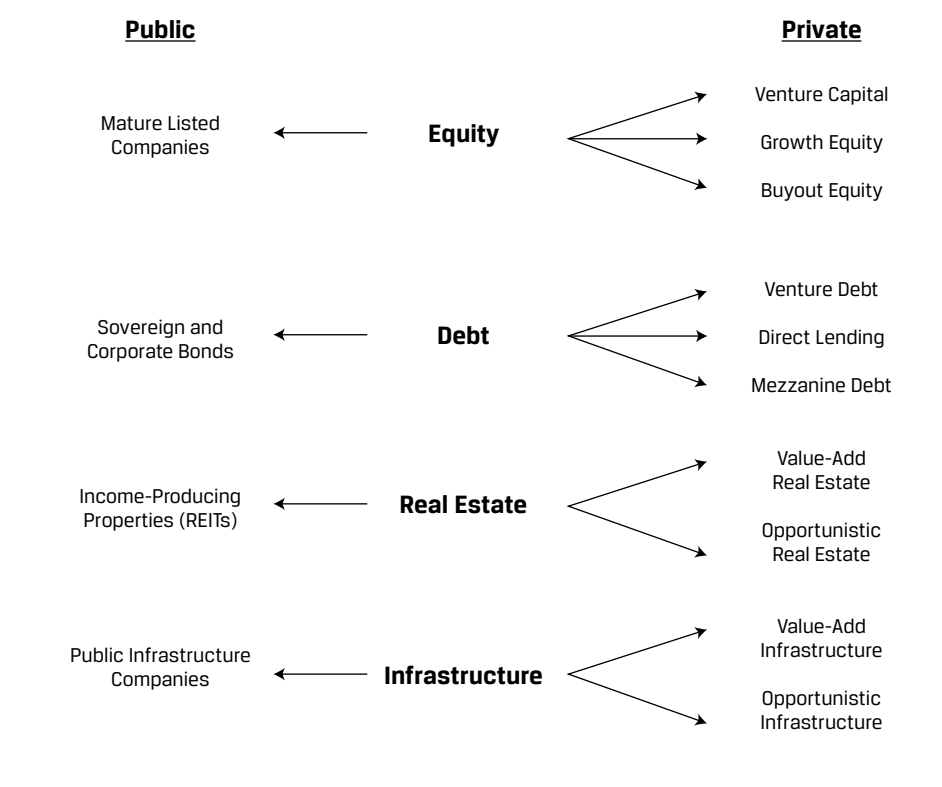 Public
Private
Mature Listed
Companies
Equity
Venture Capital
Growth Equity
Buyout Equity
Sovereign and
Corporate Bonds
Debt
Venture Debt
Direct Lending
Mezzanine Debt
Income-Producing
Properties (REITs)
Real Estate
Value-Add
Real Estate
Opportunistic
Real Estate
Public Infrastructure
Companies
Infrastructure
Value-Add
Infrastructure
Opportunistic
Infrastructure